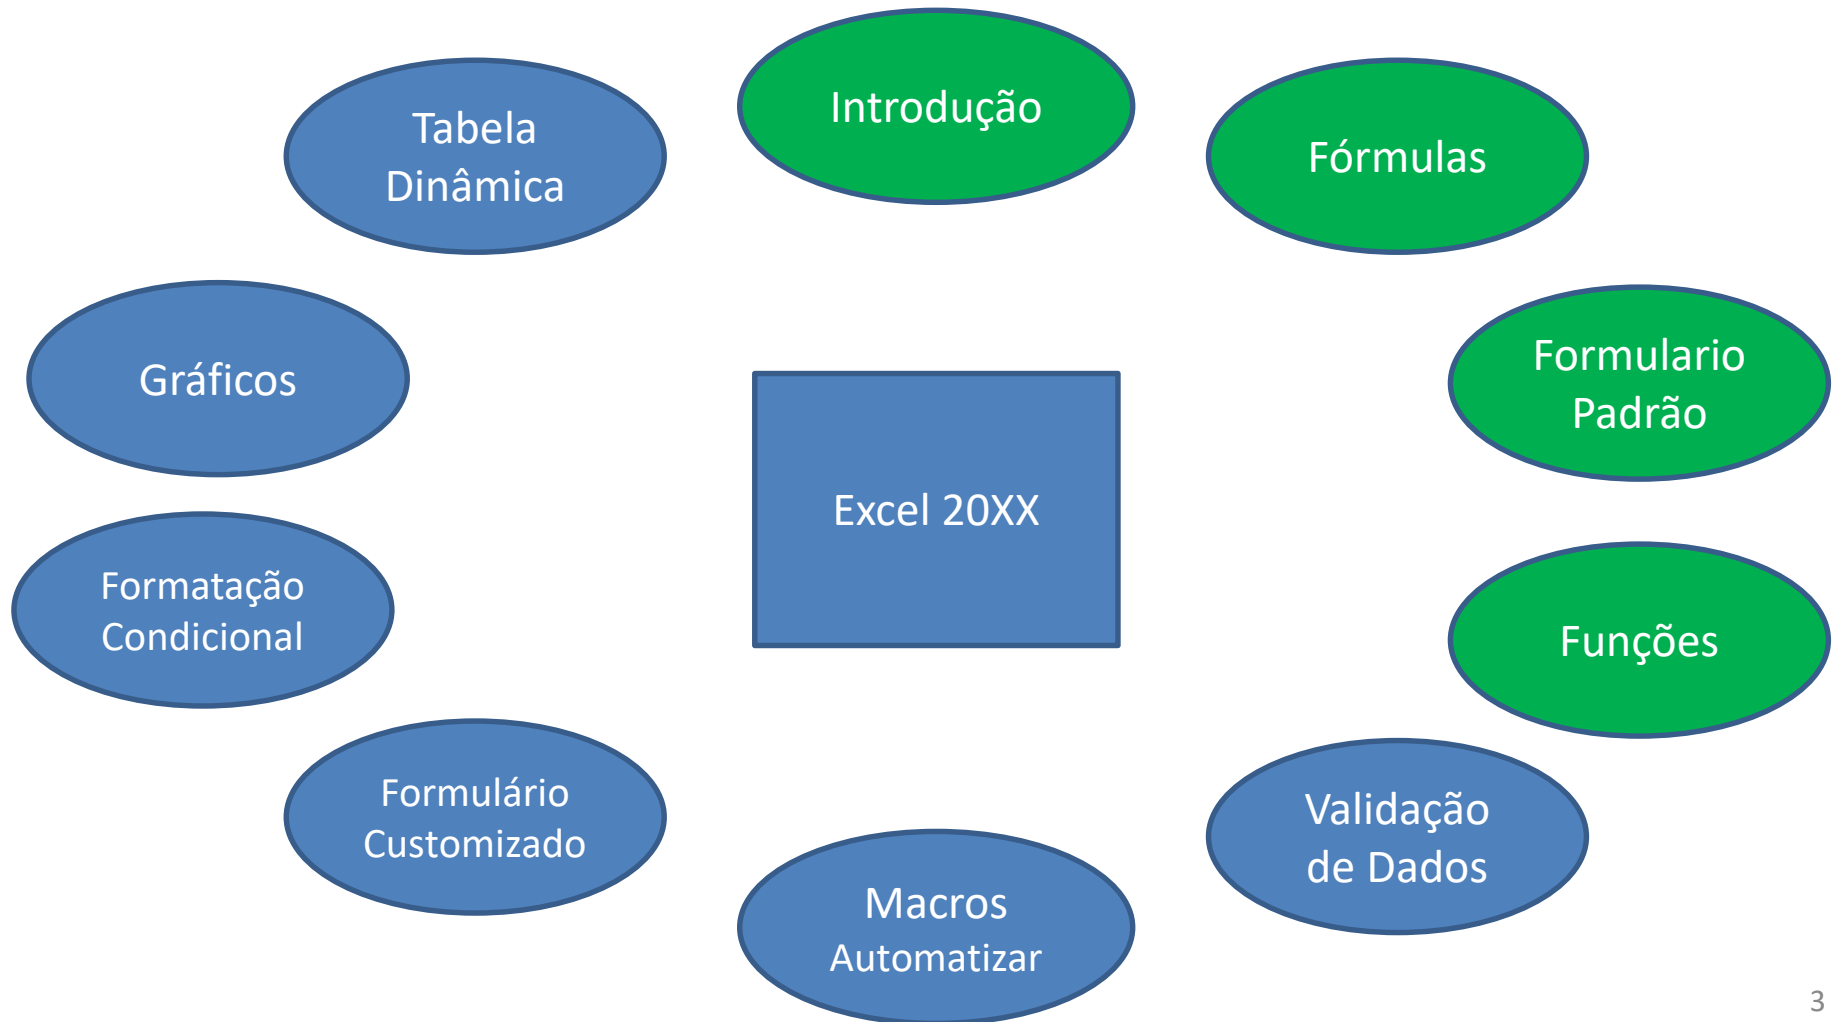 Introdução
Tabela
Dinâmica
Fórmulas
Gráficos
Formulario
Padrão
Excel 20XX
Formatação
Condicional
Funções
Formulário
Customizado
Validação
de Dados
Macros
Automatizar
3